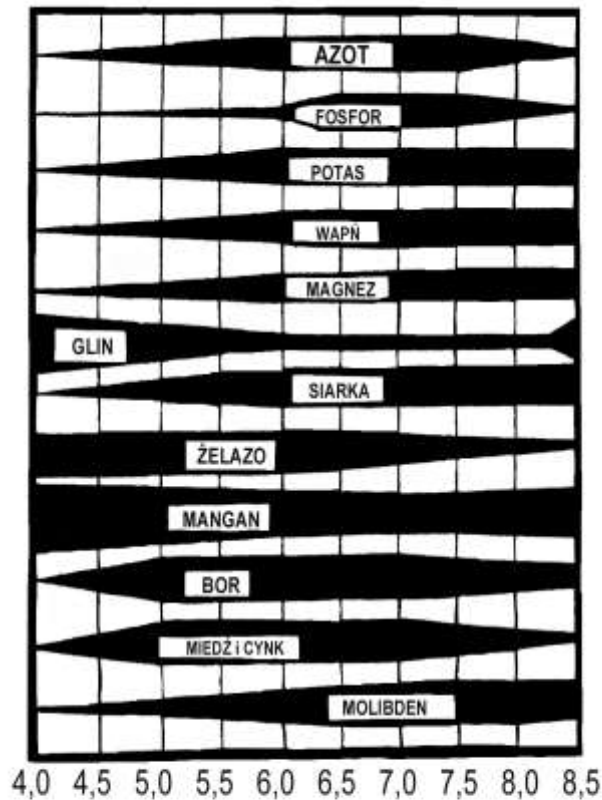 AZOT
FOSFOR
POTAS
WAPŃ
MAGNEZ
GLIN
SIARKA
ŻELAZO
MANGAN
BOR
MIEDŹ i CYNK
MOLIBDEN
4,0 4,5 5,0 5,5 6,0 6,5 7,0 7,5 8,0 8,5